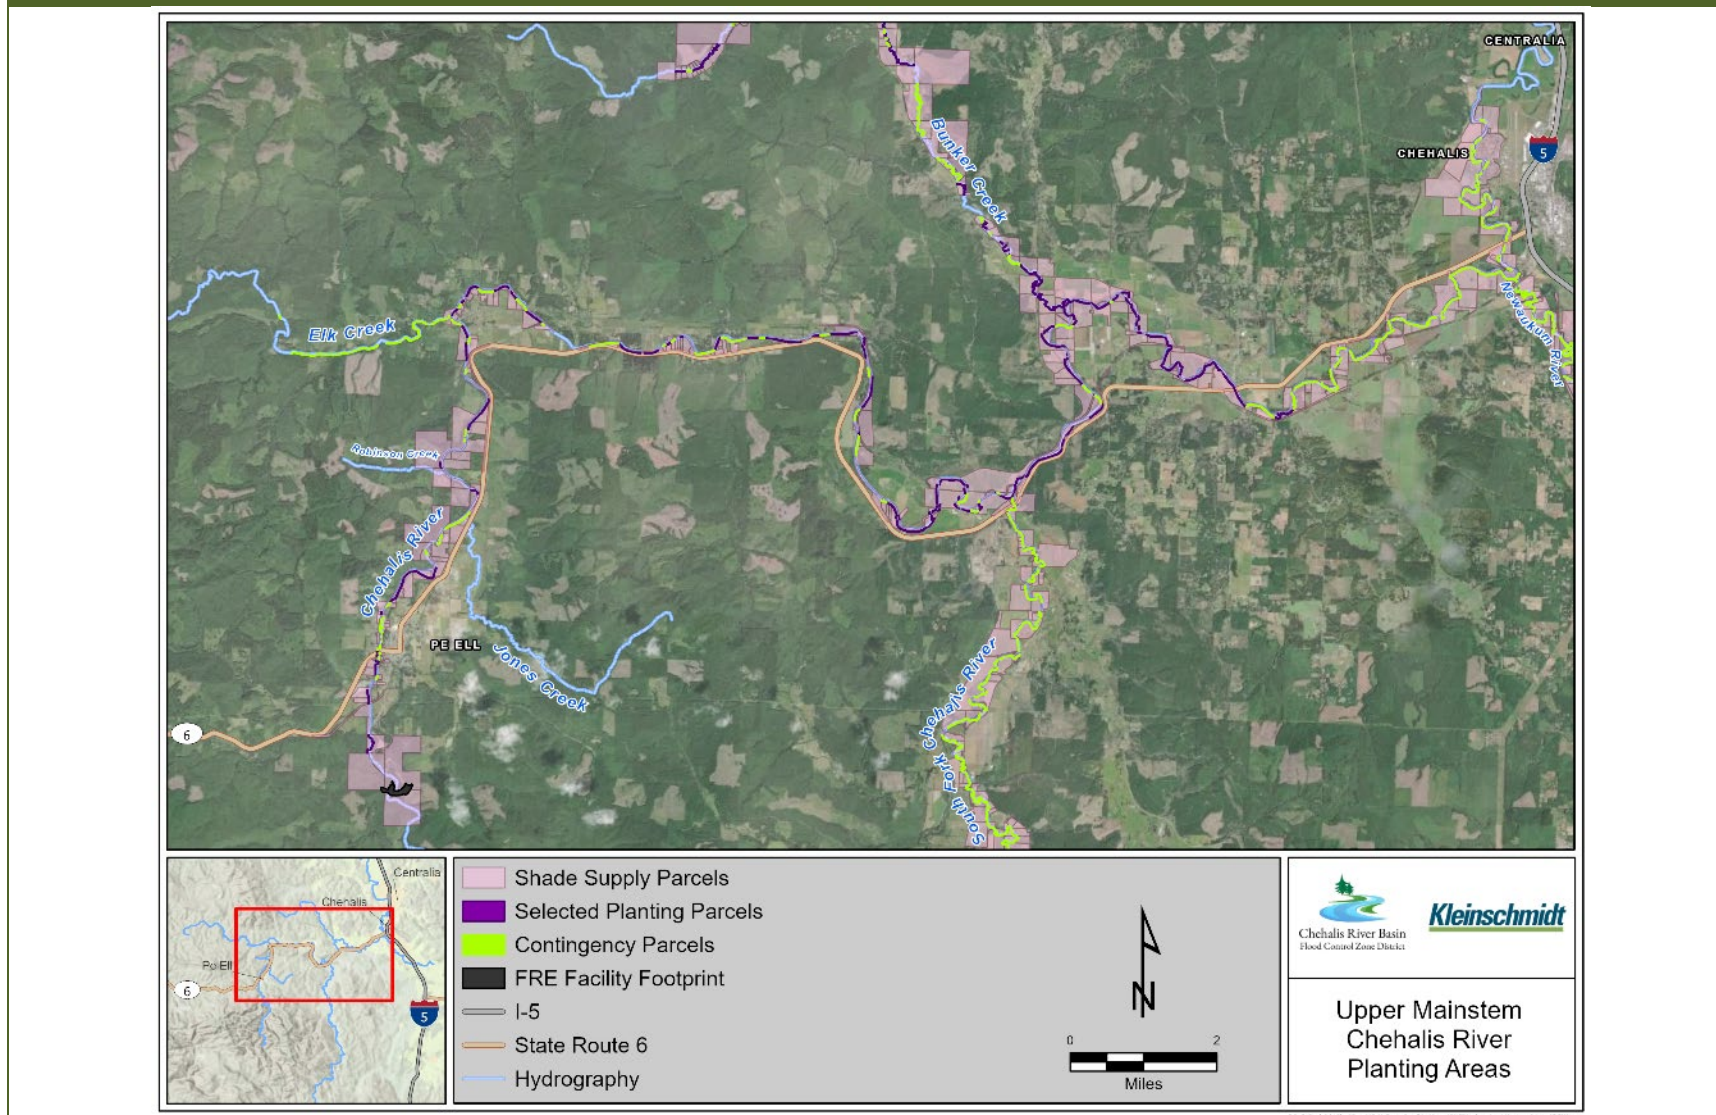 CENTRALIA
Bunker Creek
CHEHALIS
5
Newaukum River
Elk Creek
Robinson Creek
Chehalis River
PE ELL
Jones Creek
South Fork Chehalis River
6
Centralia
Chehalis
Pe Ell
6
5
Shade Supply Parcels
Selected Planting Parcels
Contingency Parcels
FRE Facility Footprint
I-5
State Route 6
Hydrography
N
0 2
Miles
Chehalis River Basin
Flood Control Zone District
Kleinschmidt
Upper Mainstem
Chehalis River
Planting Areas